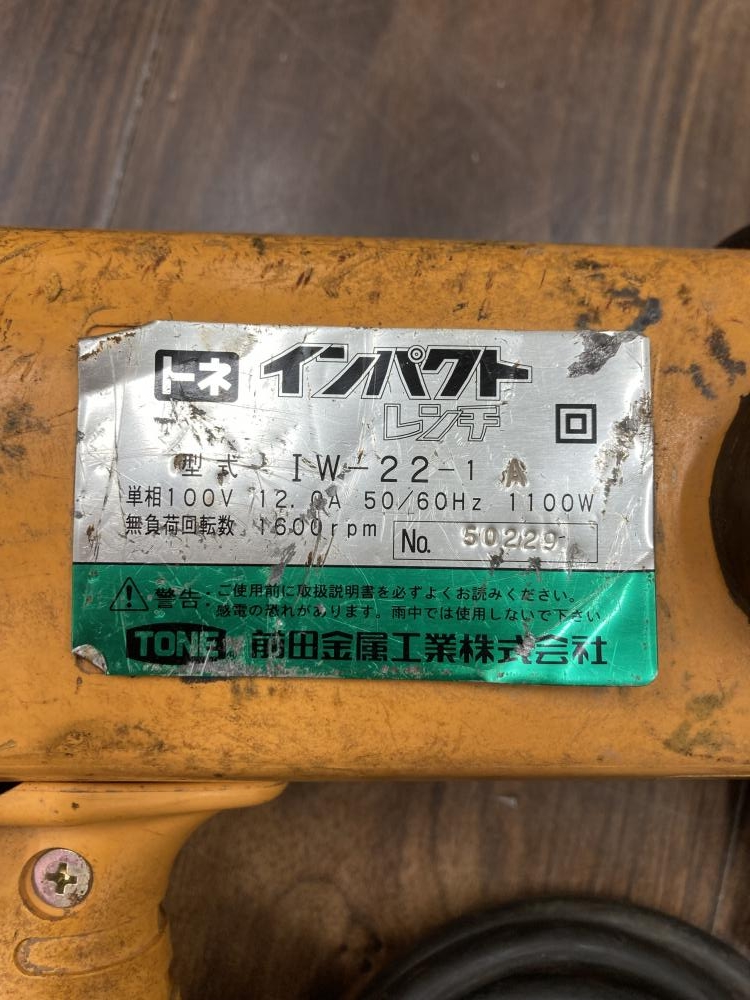 トネ インパクト
レンチ
型式 IW-22-1 A
単相100V 12.0A 50/60Hz 1100W
無負荷回転数 1600rpm No. 50229
警告 ご使用前に取扱説明書を必ずよくお読みください。
感電の恐れがあります。雨中では使用しないで下さい
TONE 前田金属工業株式会社